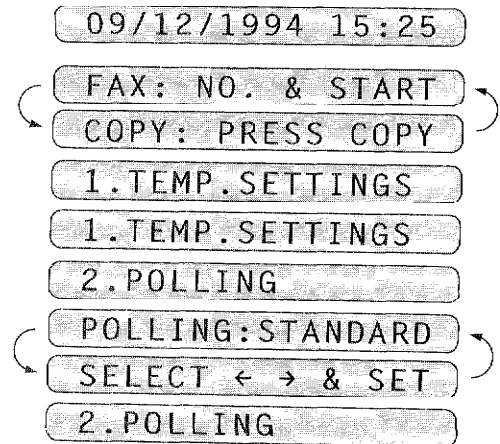 09/12/1994 15:25
FAX: NO. & START
COPY: PRESS COPY
1.TEMP.SETTINGS
1.TEMP.SETTINGS
2.POLLING
POLLING:STANDARD
SELECT ← → & SET
2.POLLING